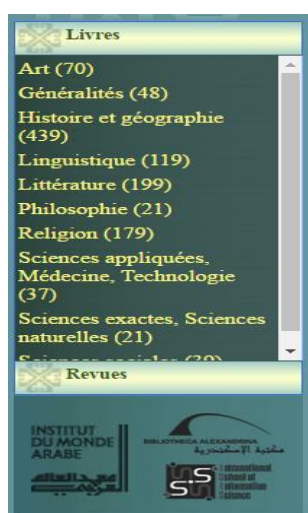 Livres
Art (70)
Généralités (48)
Histoire et géographie
(439)
Linguistique (119)
Littérature (199)
Philosophie (21)
Religion (179)
Sciences appliquées,
Médecine, Technologie
(37)
Sciences exactes, Sciences
naturelles (21)
Sciences sociales
Revues
INSTITUT
DU MONDE
ARABE
معهد العالم
العربي
BIBLIOTHECA ALEXANDRINA
مكتبة الإسكندرية
International
School of
Information
Science